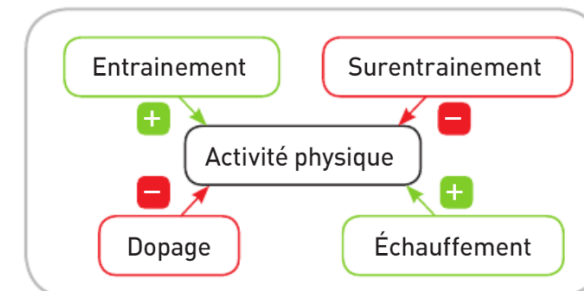 Entrainement
Surentrainement
+
−
Activité physique
−
+
Dopage
Échauffement